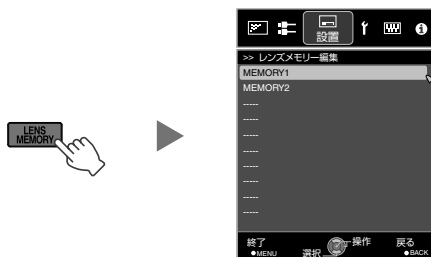 LENS
MEMORY
設置
>> レンズメモリー編集
MEMORY1
MEMORY2
-----
-----
-----
-----
-----
-----
-----
-----
終了
●MENU
選択
操作
戻る
●BACK